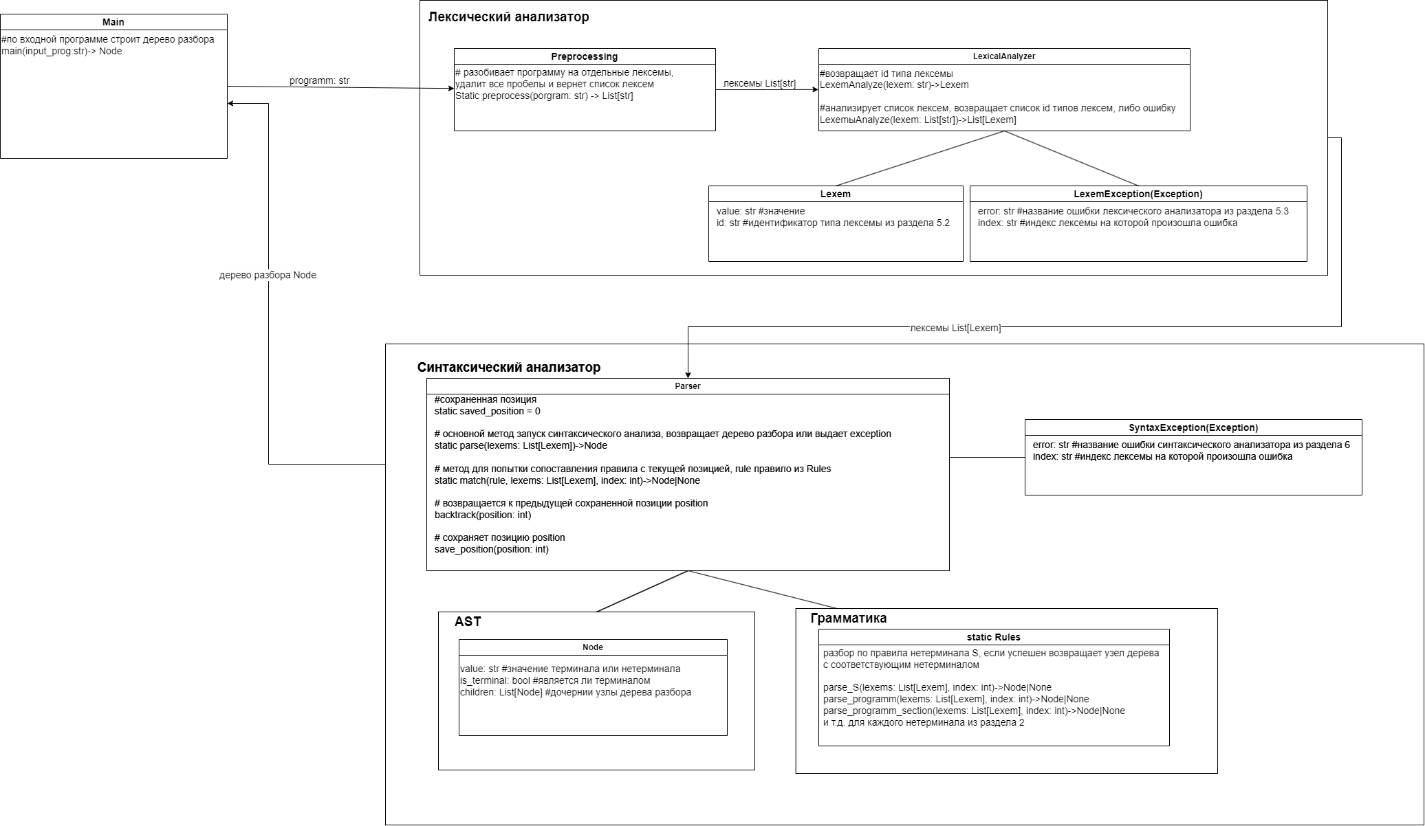 Main
#по входной программе строит дерево разбора
main(input_prog:str)-> Node
programm: str
Лексический анализатор
Preprocessing
# разобивает программу на отдельные лексемы,
удалит все пробелы и вернет список лексем
Static preprocess(porgram: str) -> List[str]
лексемы List[str]
LexicalAnalyzer
#возвращает id типа лексемы
LexemAnalyze(lexem: str)->Lexem
#анализирует список лексем, возвращает список id типов лексем, либо ошибку
LexemыAnalyze(lexem: List[str])->List[Lexem]
Lexem
value: str #значение
id: str #идентификатор типа лексемы из раздела 5.2
LexemException(Exception)
error: str #название ошибки лексического анализатора из раздела 5.3
index: str #индекс лексемы на которой произошла ошибка
дерево разбора Node
лексемы List[Lexem]
Синтаксический анализатор
Parser
#сохраненная позиция
static saved_position = 0
# основной метод запуск синтаксического анализа, возвращает дерево разбора или выдает exception
static parse(lexems: List[Lexem])->Node
# метод для попытки сопоставления правила с текущей позицией, rule правило из Rules
static match(rule, lexems: List[Lexem], index: int)->Node|None
# возвращается к предыдущей сохраненной позиции position
backtrack(position: int)
# сохраняет позицию position
save_position(position: int)
SyntaxException(Exception)
error: str #название ошибки синтаксического анализатора из раздела 6
index: str #индекс лексемы на которой произошла ошибка
AST
Node
value: str #значение терминала или нетерминала
is_terminal: bool #является ли терминалом
children: List[Node] #дочернии узлы дерева разбора
Грамматика
static Rules
разбор по правила нетерминала S, если успешен возвращает узел дерева
с соответствующим нетерминалом
parse_S(lexems: List[Lexem], index: int)->Node|None
parse_programm(lexems: List[Lexem], index: int)->Node|None
parse_programm_section(lexems: List[Lexem], index: int)->Node|None
и т.д. для каждого нетерминала из раздела 2